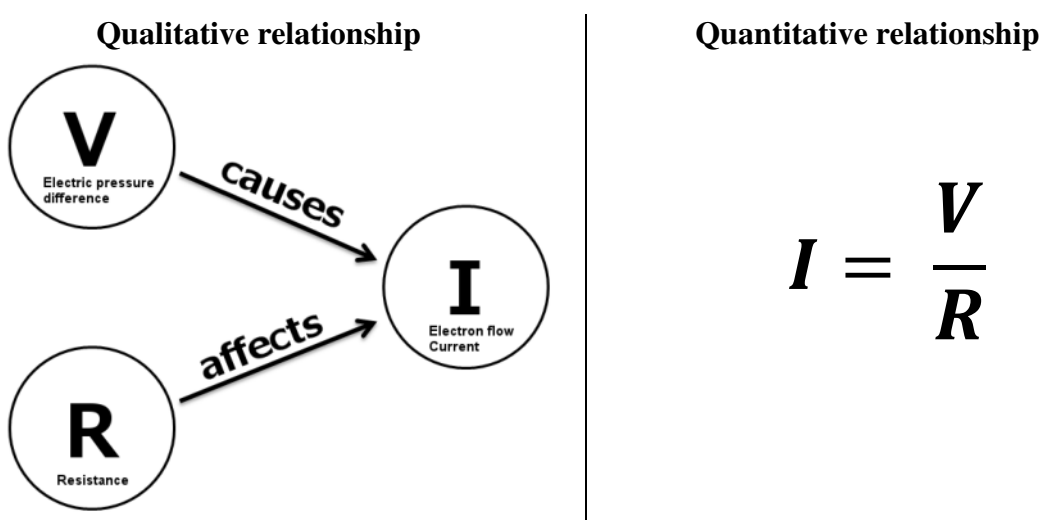 Qualitative relationship
V
Electric pressure
difference
causes
I
Electron flow
Current
affects
R
Resistance
Quantitative relationship
I = V
R